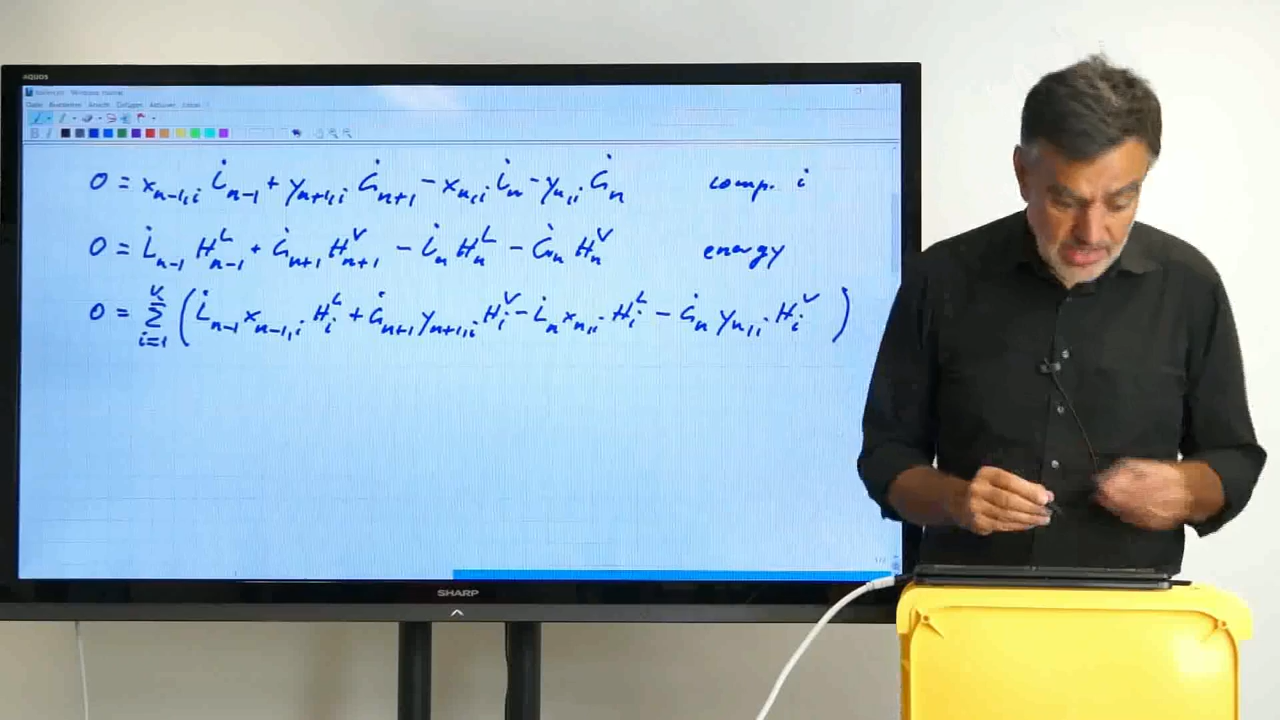 AQUOS
0 = x_{n-1,i} L̇_{n-1} + y_{n+1,i} Ġ_{n+1} − x_{n,i} L̇_n − y_{n,i} Ġ_n comp. i
0 = L̇_{n-1} H^L_{n-1} + Ġ_{n+1} H^V_{n+1} − L̇_n H^L_n − Ġ_n H^V_n energy
0 = ∑_{i=1}^{K} ( L̇_{n-1} x_{n-1,i} H_i^L + Ġ_{n+1} y_{n+1,i} H_i^V − L̇_n x_{n,i} H_i^L − Ġ_n y_{n,i} H_i^V )
SHARP